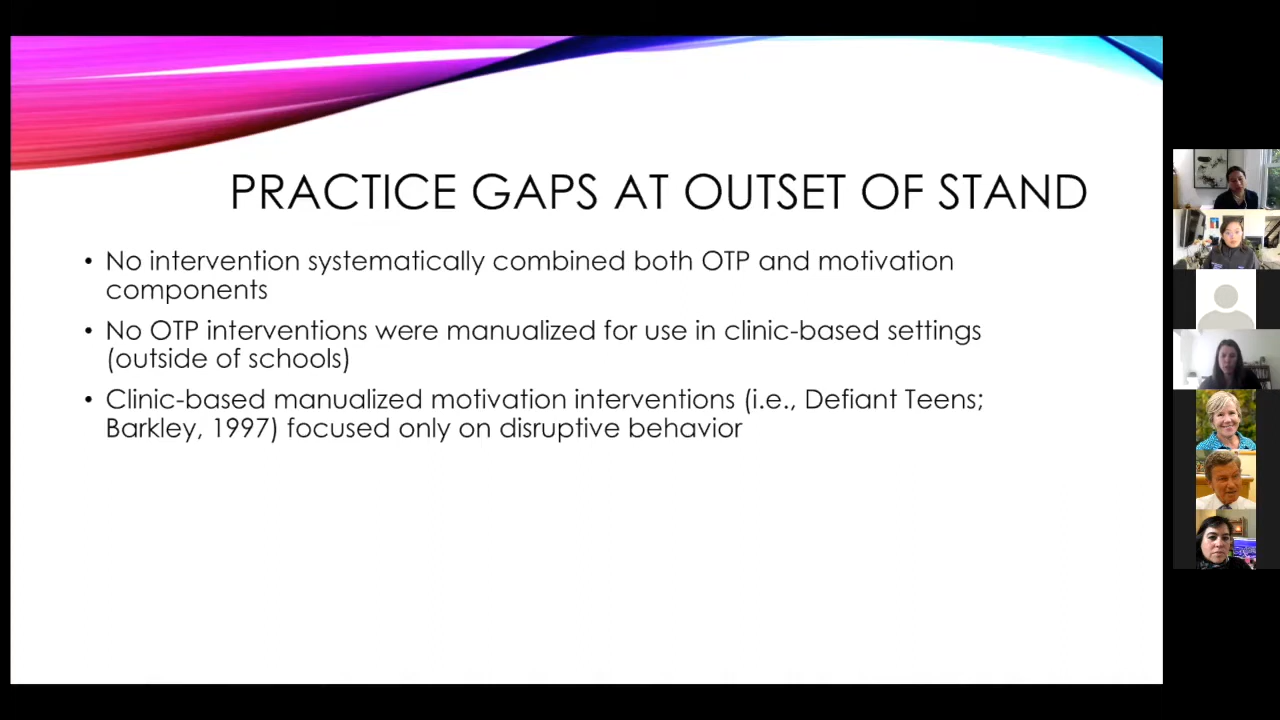 PRACTICE GAPS AT OUTSET OF STAND
• No intervention systematically combined both OTP and motivation
components
• No OTP interventions were manualized for use in clinic-based settings
(outside of schools)
• Clinic-based manualized motivation interventions (i.e., Defiant Teens;
Barkley, 1997) focused only on disruptive behavior